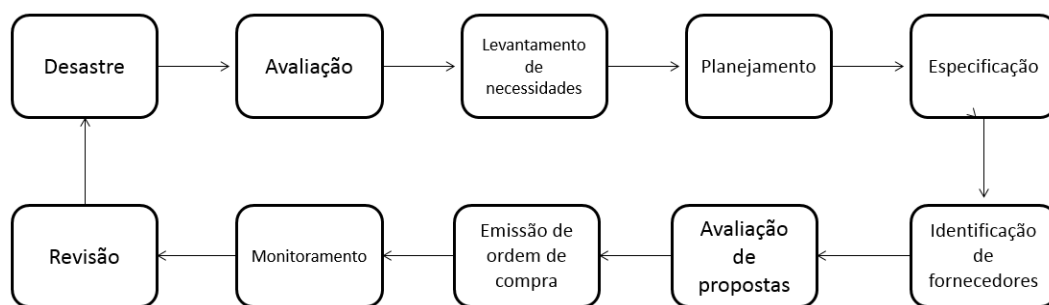 Desastre
Avaliação
Levantamento
de
necessidades
Planejamento
Especificação
Revisão
Monitoramento
Emissão de
ordem de
compra
Avaliação
de
propostas
Identificação
de
fornecedores